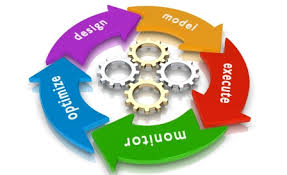 design
model
execute
monitor
optimize